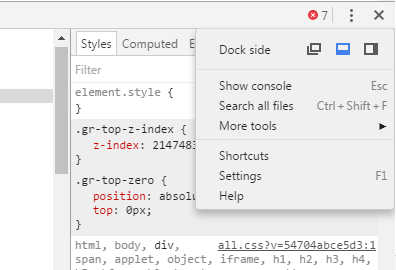 7
Styles Computed E
Dock side
Filter
element.style {
}
Show console Esc
Search all files Ctrl + Shift + F
More tools
.gr-top-z-index {
z-index: 2147483
}
Shortcuts
Settings F1
Help
.gr-top-zero {
position: absolu
top: 0px;
}
html, body, div, all.css?v=54704abce5d3:1
span, applet, object, iframe, h1, h2, h3, h4,